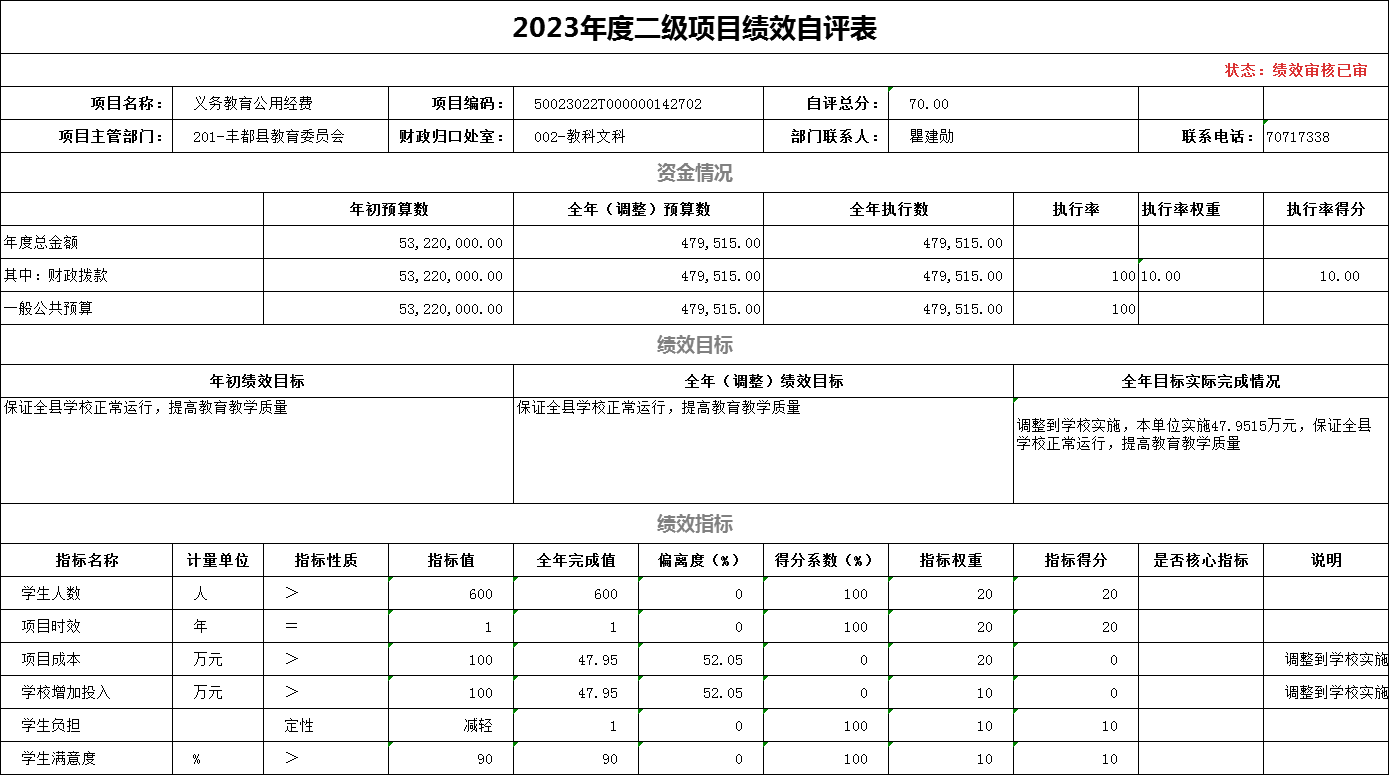 2023年度二级项目绩效自评表
状态：绩效审核已审
项目名称： 义务教育公用经费 项目编码： 50023022T000000142702 自评总分： 70.00
项目主管部门： 201-丰都县教育委员会 财政归口处室： 002-教科文科 部门联系人： 瞿建勋 联系电话： 70717338
资金情况
年初预算数 全年（调整）预算数 全年执行数 执行率 执行率权重 执行率得分
年度总金额 53,220,000.00 479,515.00 479,515.00
其中：财政拨款 53,220,000.00 479,515.00 479,515.00 100 10.00 10.00
一般公共预算 53,220,000.00 479,515.00 479,515.00 100
绩效目标
年初绩效目标 全年（调整）绩效目标 全年目标实际完成情况
保证全县学校正常运行，提高教育教学质量 保证全县学校正常运行，提高教育教学质量
调整到学校实施，本单位实施47.9515万元，保证全县
学校正常运行，提高教育教学质量
绩效指标
指标名称 计量单位 指标性质 指标值 全年完成值 偏离度（%） 得分系数（%） 指标权重 指标得分 是否核心指标 说明
学生人数 人 ＞ 600 600 0 100 20 20
项目时效 年 ＝ 1 1 0 100 20 20
项目成本 万元 ＞ 100 47.95 52.05 0 20 0 调整到学校实施
学校增加投入 万元 ＞ 100 47.95 52.05 0 10 0 调整到学校实施
学生负担 定性 减轻 1 0 100 10 10
学生满意度 % ＞ 90 90 0 100 10 10